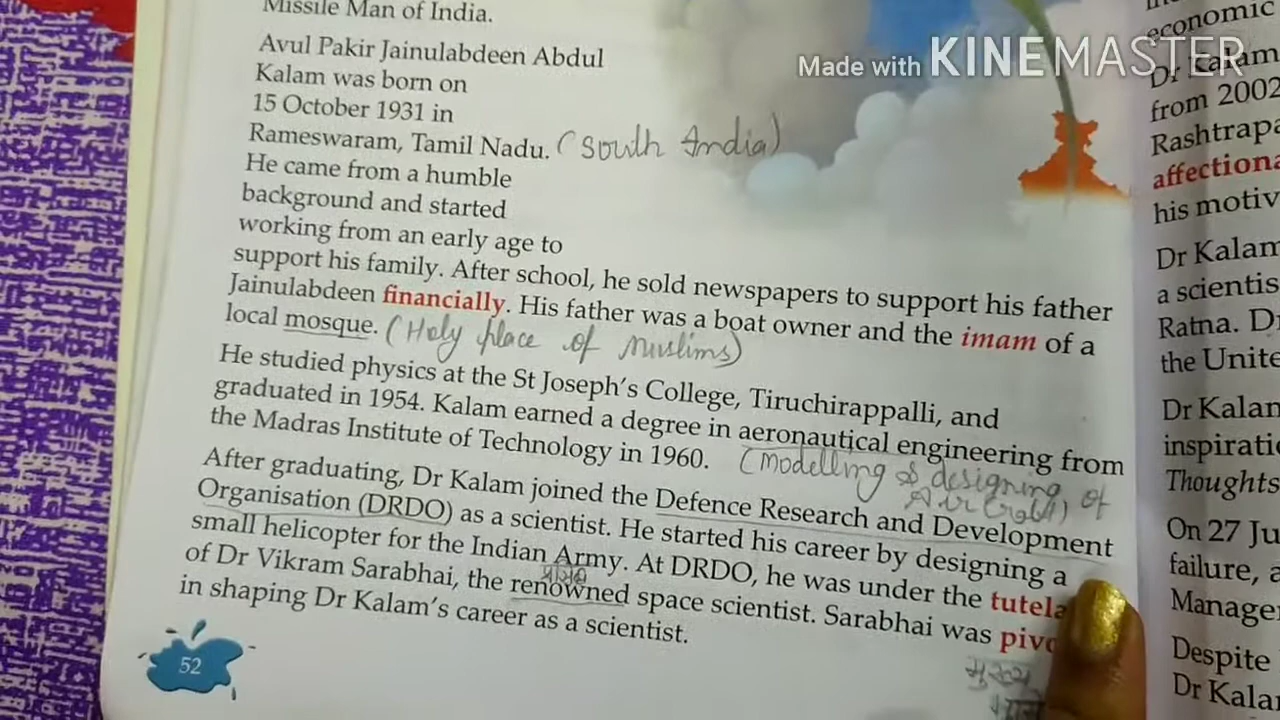 Missile Man of India.
Avul Pakir Jainulabdeen Abdul
Kalam was born on
15 October 1931 in
Rameswaram, Tamil Nadu. (South India)
He came from a humble
background and started
working from an early age to
support his family. After school, he sold newspapers to support his father
Jainulabdeen financially. His father was a boat owner and the imam of a
local mosque. (Holy place of Muslims)
He studied physics at the St Joseph's College, Tiruchirappalli, and
graduated in 1954. Kalam earned a degree in aeronautical engineering from
the Madras Institute of Technology in 1960. (Modelling & designing of
Aircraft)
After graduating, Dr Kalam joined the Defence Research and Development
Organisation (DRDO) as a scientist. He started his career by designing a
small helicopter for the Indian Army. At DRDO, he was under the
of Dr Vikram Sarabhai, the renowned space scientist. Sarabhai was
in shaping Dr Kalam's career as a scientist.
मुख्य
52
Made with KINEMASTER
economic
Dr Kalam
from 2002
his motiv
Dr Kalam
a scientis
Ratna.
the Unite
Dr Kalan
inspiratio
Thoughts
On 27 Ju
failure, a
Manage
Despite
Dr Kala